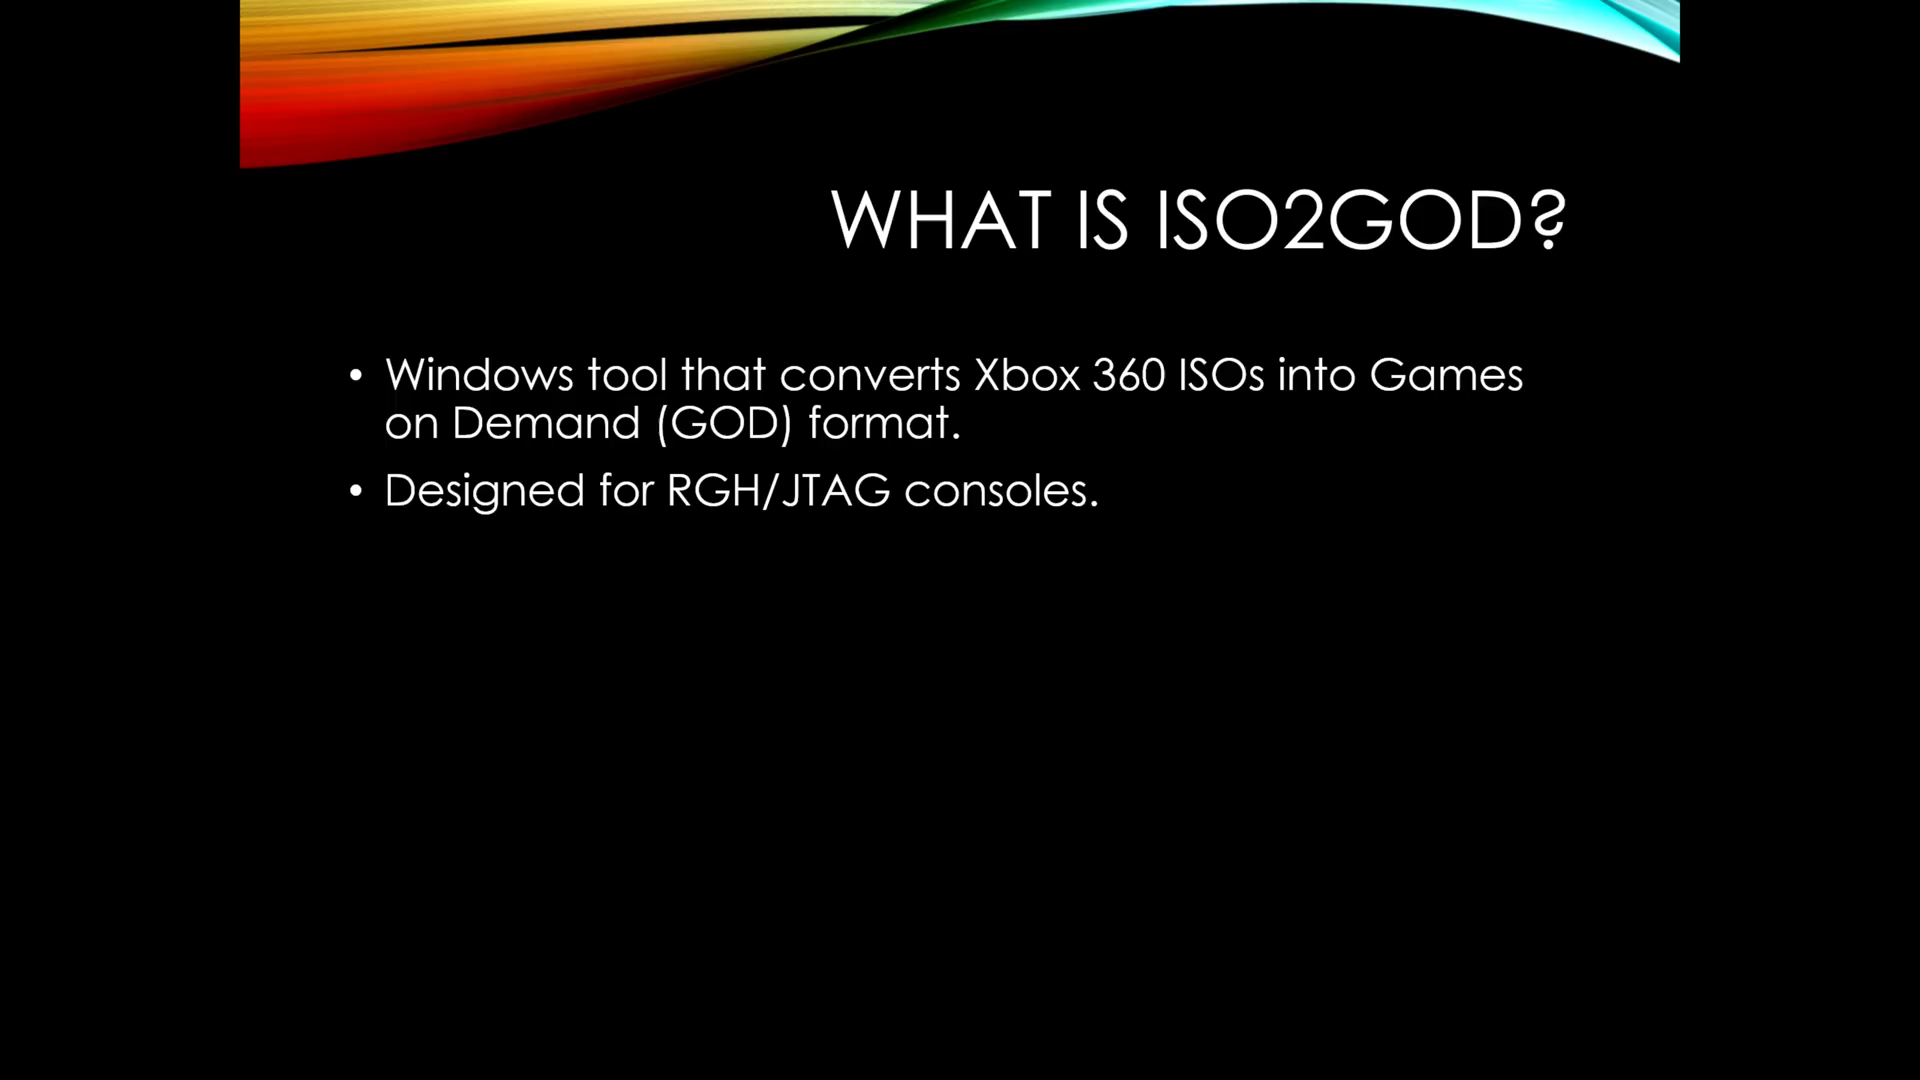 WHAT IS ISO2GOD?
• Windows tool that converts Xbox 360 ISOs into Games
on Demand (GOD) format.
• Designed for RGH/JTAG consoles.